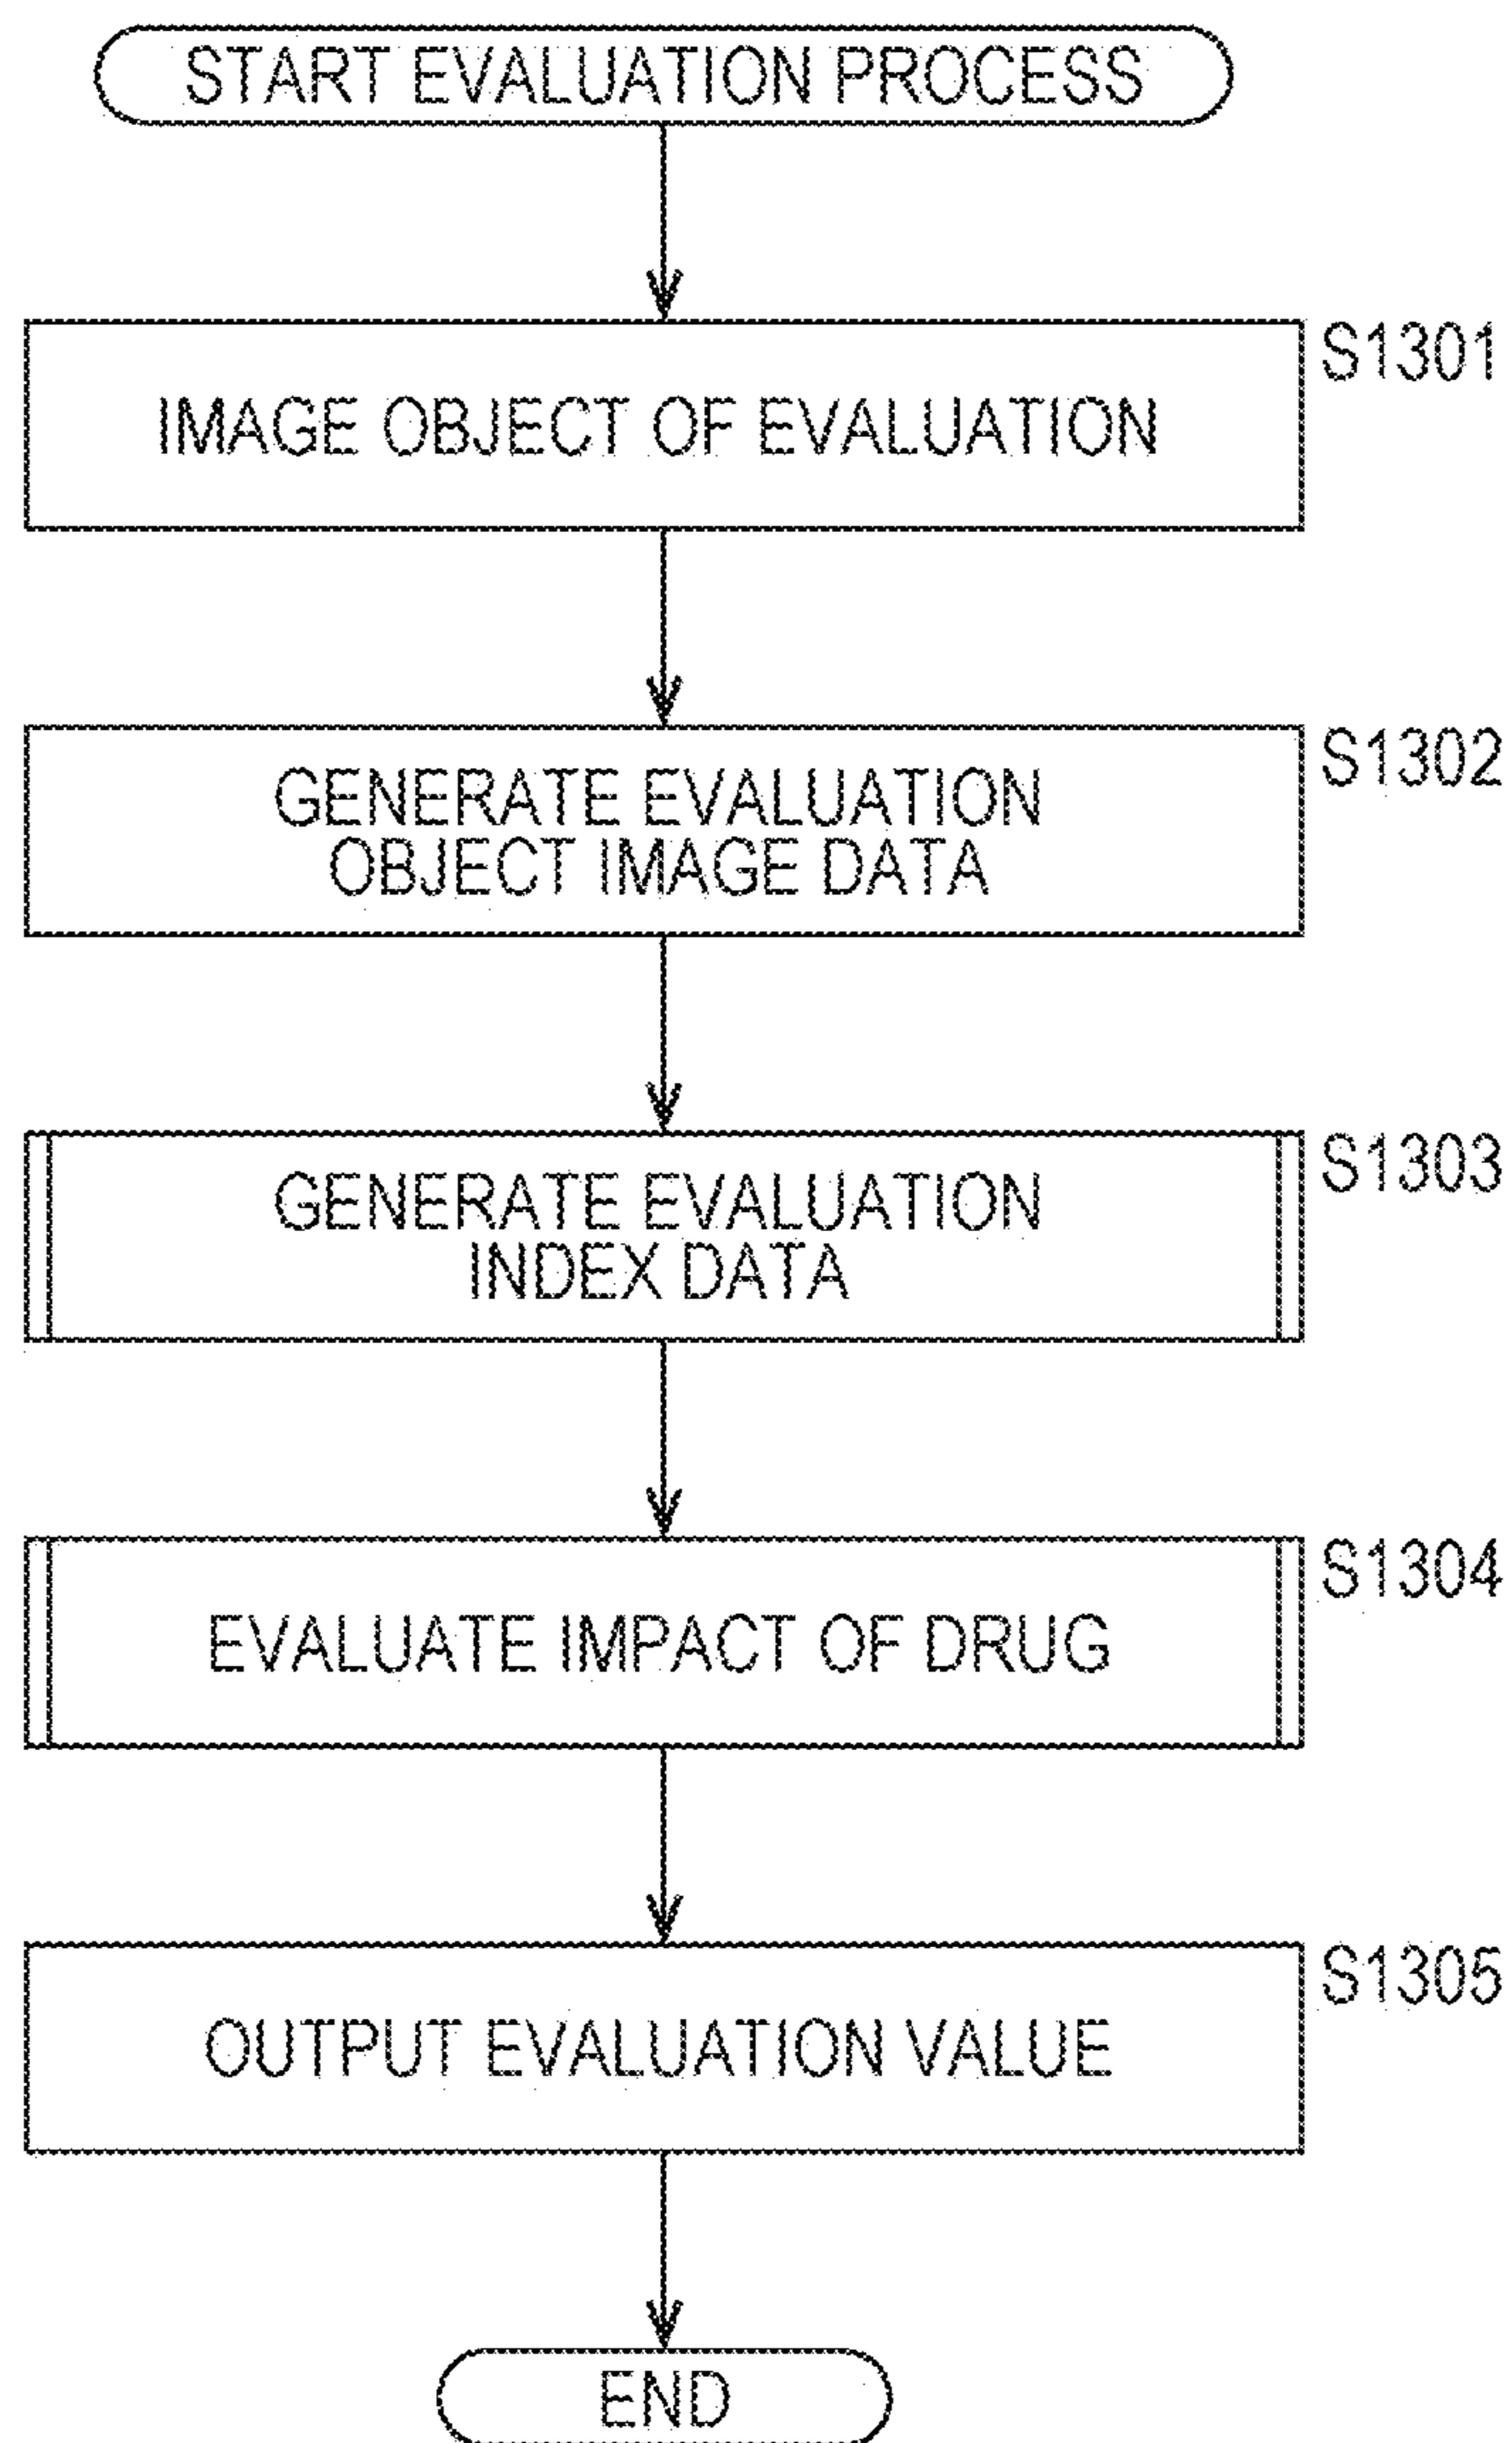 START EVALUATION PROCESS
S1301
IMAGE OBJECT OF EVALUATION
S1302
GENERATE EVALUATION
OBJECT IMAGE DATA
S1303
GENERATE EVALUATION
INDEX DATA
S1304
EVALUATE IMPACT OF DRUG
S1305
OUTPUT EVALUATION VALUE
END